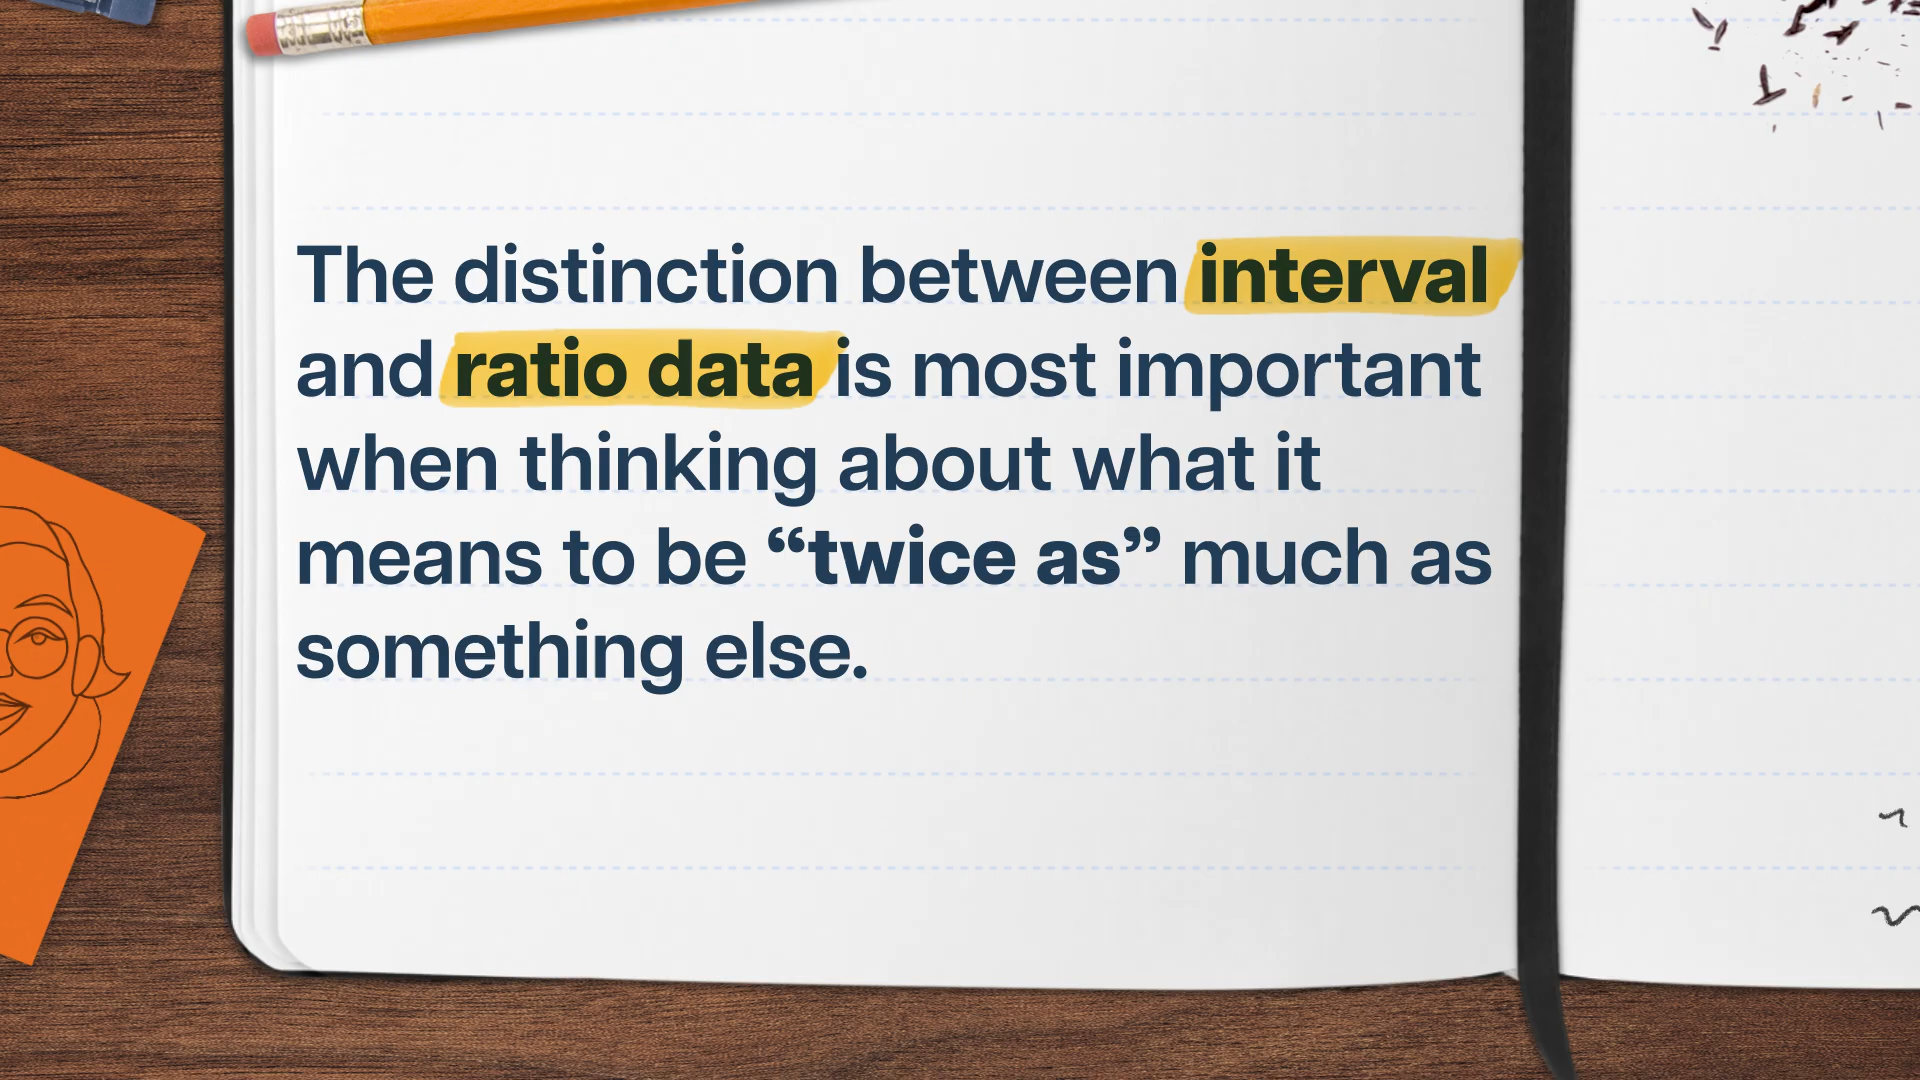 The distinction between interval
and ratio data is most important
when thinking about what it
means to be “twice as” much as
something else.